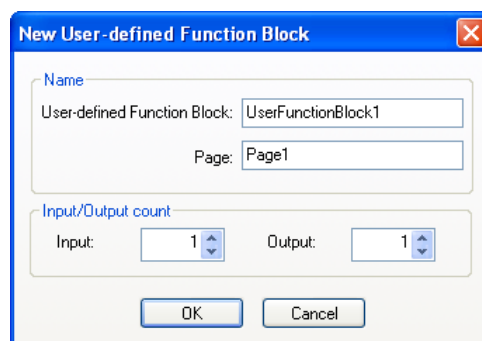 New User-defined Function Block
Name
User-defined Function Block: UserFunctionBlock1
Page: Page1
Input/Output count
Input: 1 Output: 1
OK Cancel